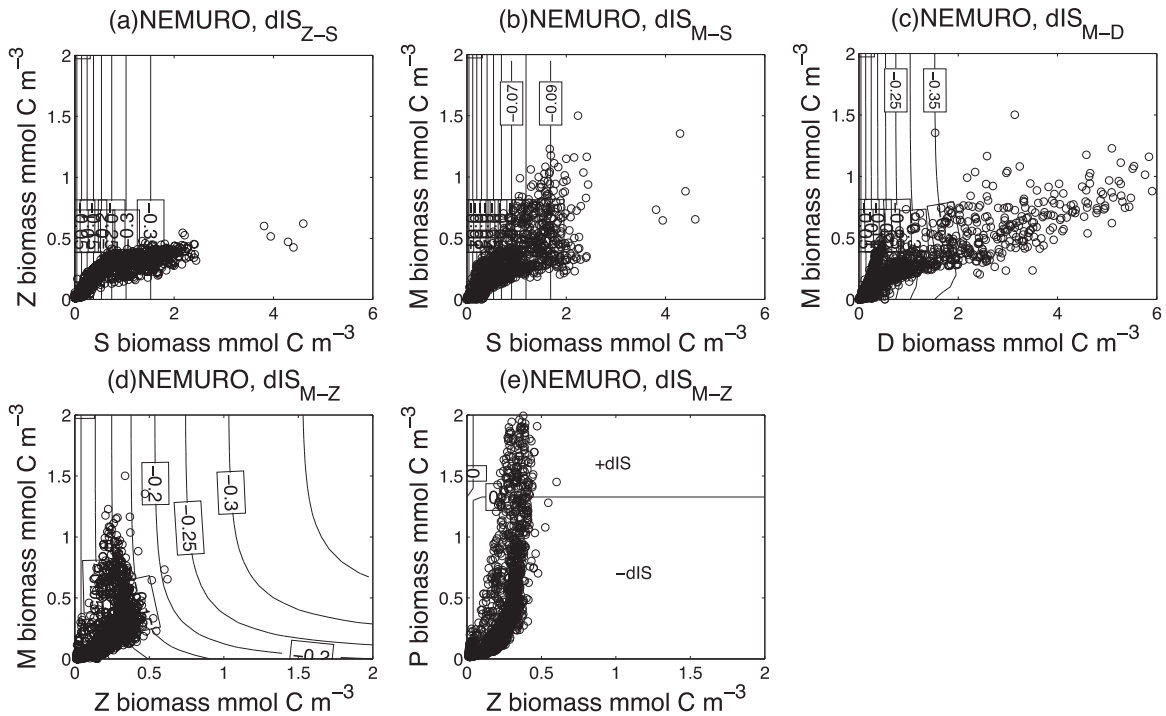 (a)NEMURO, dIS_Z–S
(b)NEMURO, dIS_M–S
(c)NEMURO, dIS_M–D
Z biomass mmol C m⁻³
2
1.5
1
0.5
0
0 2 4 6
S biomass mmol C m⁻³
M biomass mmol C m⁻³
2
1.5
1
0.5
0
−0.07
−0.09
0 2 4 6
S biomass mmol C m⁻³
M biomass mmol C m⁻³
2
1.5
1
0.5
0
−0.25
−0.35
0 2 4 6
D biomass mmol C m⁻³
(d)NEMURO, dIS_M–Z
(e)NEMURO, dIS_M–Z
M biomass mmol C m⁻³
2
1.5
1
0.5
0
−0.2
−0.25
−0.3
−0.2
0 0.5 1 1.5 2
Z biomass mmol C m⁻³
P biomass mmol C m⁻³
2
1.5
1
0.5
0
0
+dIS
−dIS
0 0.5 1 1.5 2
Z biomass mmol C m⁻³